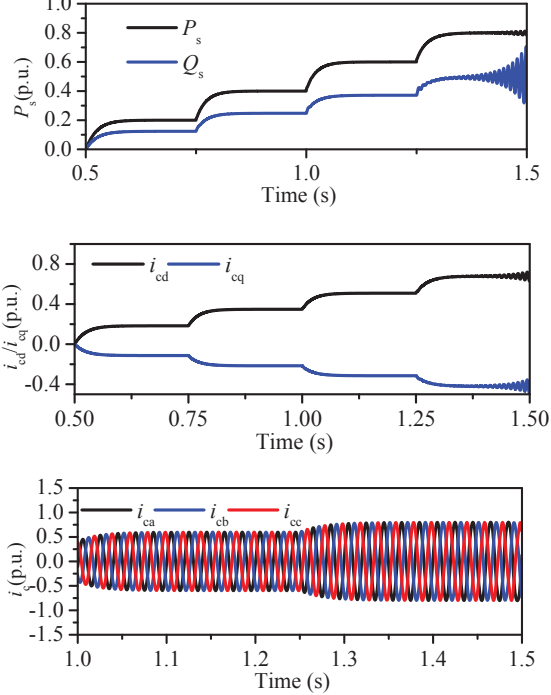 1.0
0.8
0.6
0.4
0.2
0.0
P_s(p.u.)
P_s
Q_s
0.5 1.0 1.5
Time (s)
0.8
0.4
0.0
-0.4
i_cd/i_cq(p.u.)
i_cd i_cq
0.50 0.75 1.00 1.25 1.50
Time (s)
1.5
1.0
0.5
0.0
-0.5
-1.0
-1.5
i_c(p.u.)
i_ca i_cb i_cc
1.0 1.1 1.2 1.3 1.4 1.5
Time (s)